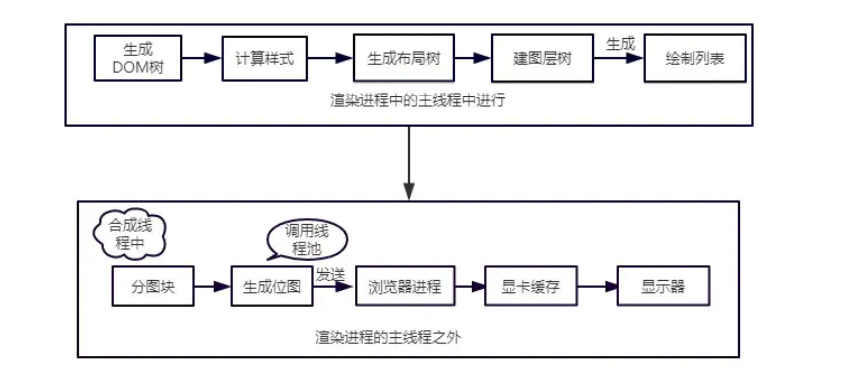 生成
DOM树
计算样式
生成布局树
建图层树
生成
绘制列表
渲染进程中的主线程中进行
合成线
程中
调用线
程池
分图块
生成位图
发送
浏览器进程
显卡缓存
显示器
渲染进程的主线程之外